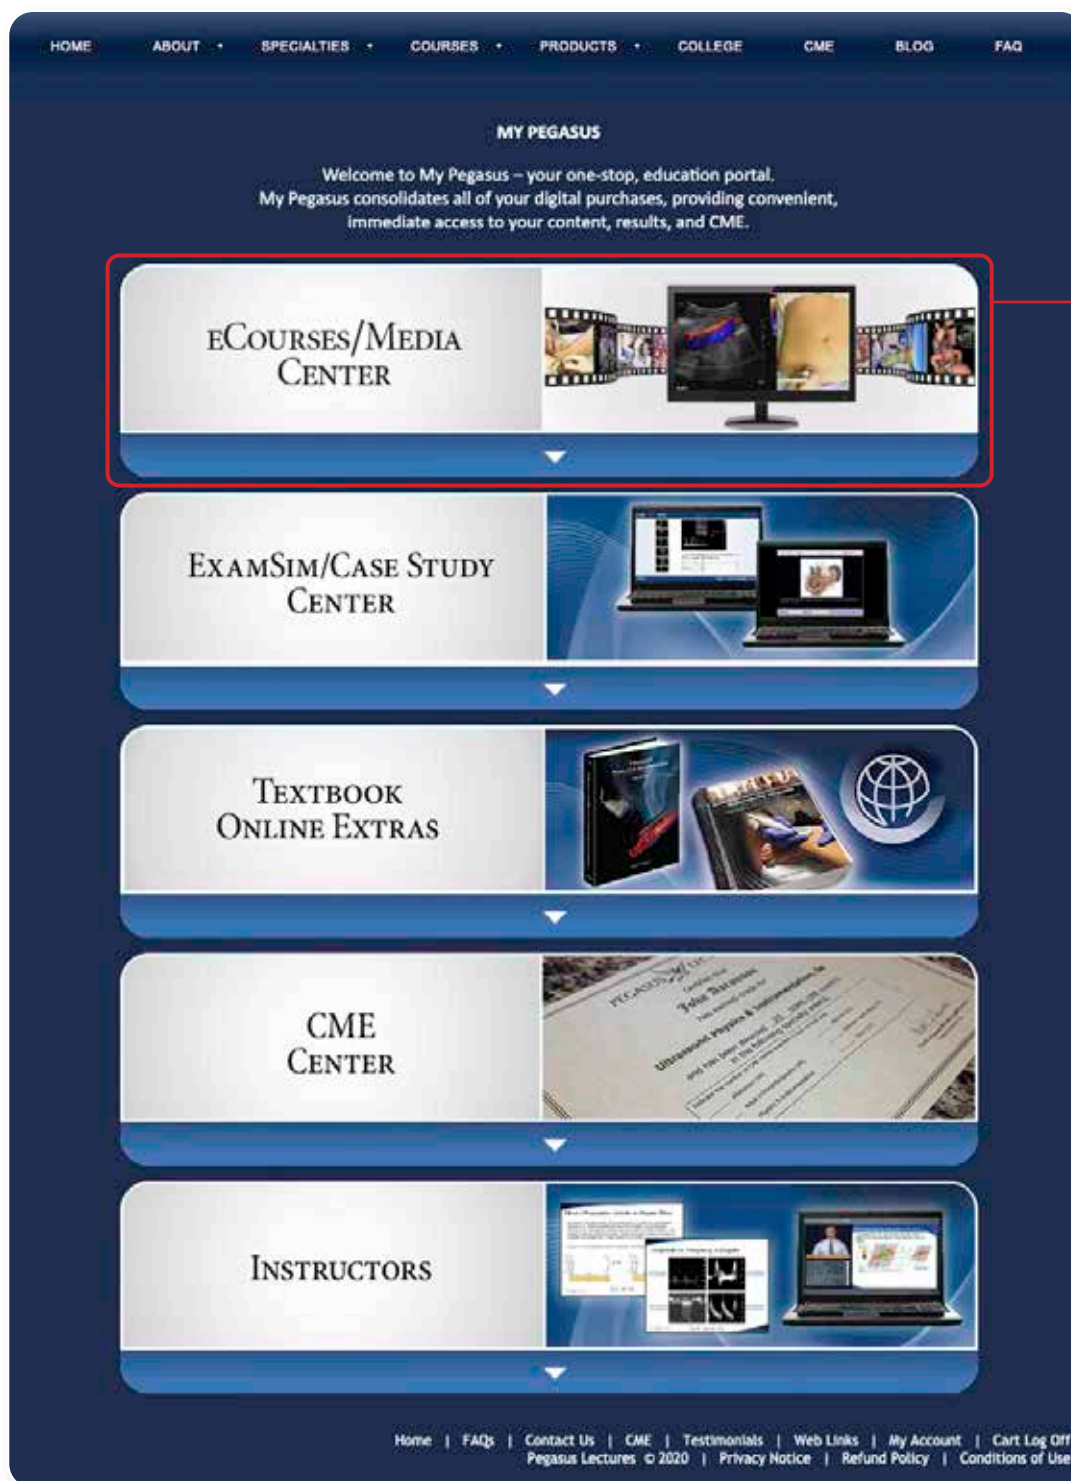 HOME ABOUT SPECIALTIES COURSES PRODUCTS COLLEGE CME BLOG FAQ
MY PEGASUS
Welcome to My Pegasus – your one-stop, education portal.
My Pegasus consolidates all of your digital purchases, providing convenient,
immediate access to your content, results, and CME.
eCourses/Media
Center
ExamSim/Case Study
Center
Textbook
Online Extras
CME
Center
PEGASUS
Ultrasound Physics & Instrumentation
Instructors
Home | FAQs | Contact Us | CME | Testimonials | Web Links | My Account | Cart Log Off
Pegasus Lectures © 2020 | Privacy Notice | Refund Policy | Conditions of Use